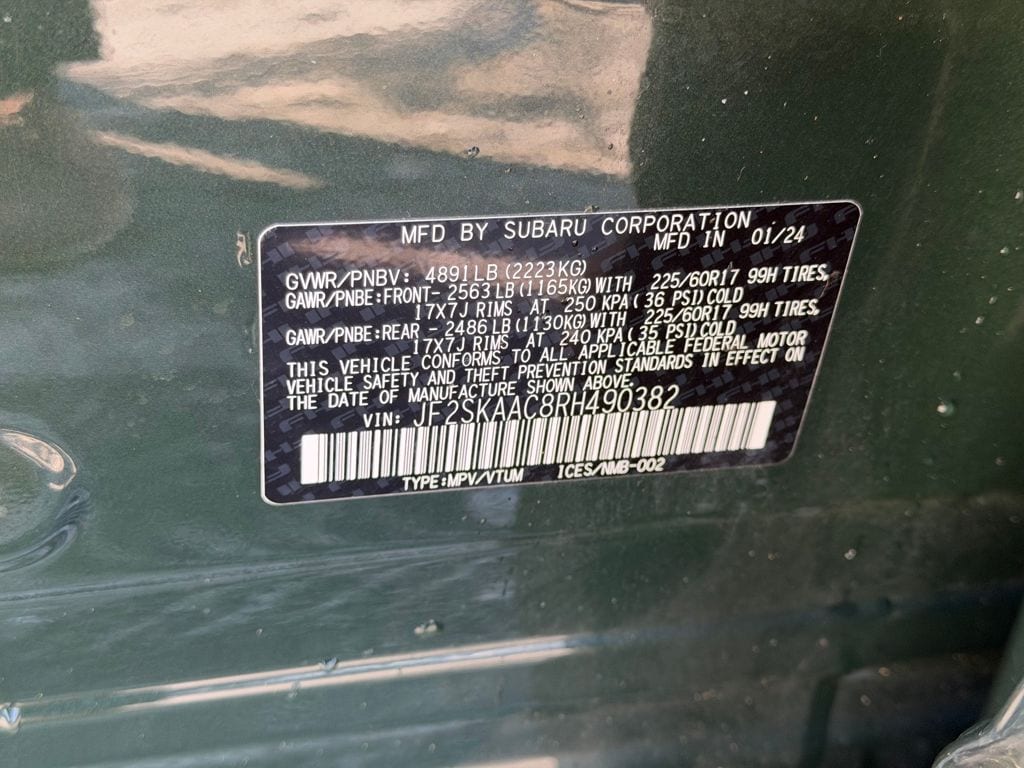 MFD BY SUBARU CORPORATION
MFD IN 01/24
GVWR/PNBV: 4891LB (2223KG)
GAWR/PNBE:FRONT- 2563LB (1165KG)WITH 225/60R17 99H TIRES,
17X7J RIMS AT 250 KPA (36 PSI)COLD
GAWR/PNBE:REAR - 2486LB (1130KG)WITH 225/60R17 99H TIRES,
17X7J RIMS AT 240 KPA (35 PSI)COLD
THIS VEHICLE CONFORMS TO ALL APPLICABLE FEDERAL MOTOR
VEHICLE SAFETY AND THEFT PREVENTION STANDARDS IN EFFECT ON
THE DATE OF MANUFACTURE SHOWN ABOVE.
VIN: JF2SKAAC8RH490382
TYPE:MPV/VTUM ICES/NMB-002